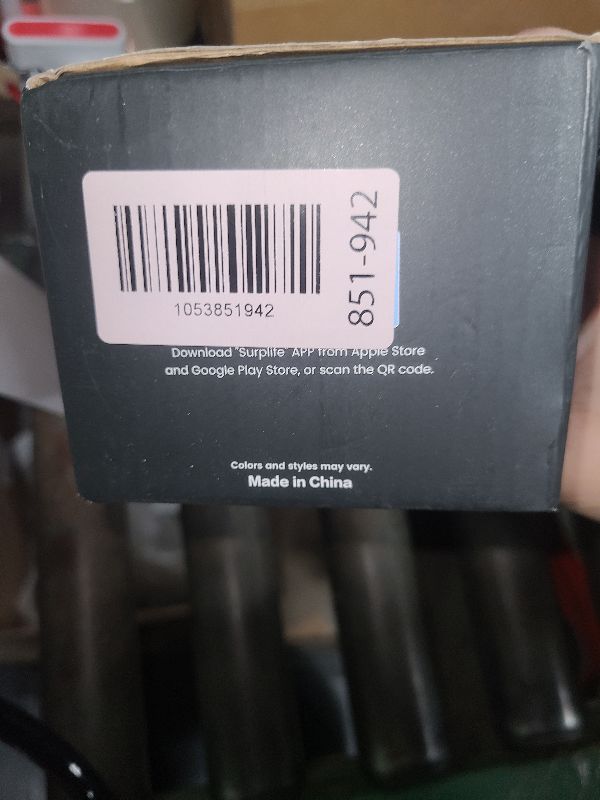 1053851942
851-942
Download "Surplife" APP from Apple Store
and Google Play Store, or scan the QR code.
Colors and styles may vary.
Made in China